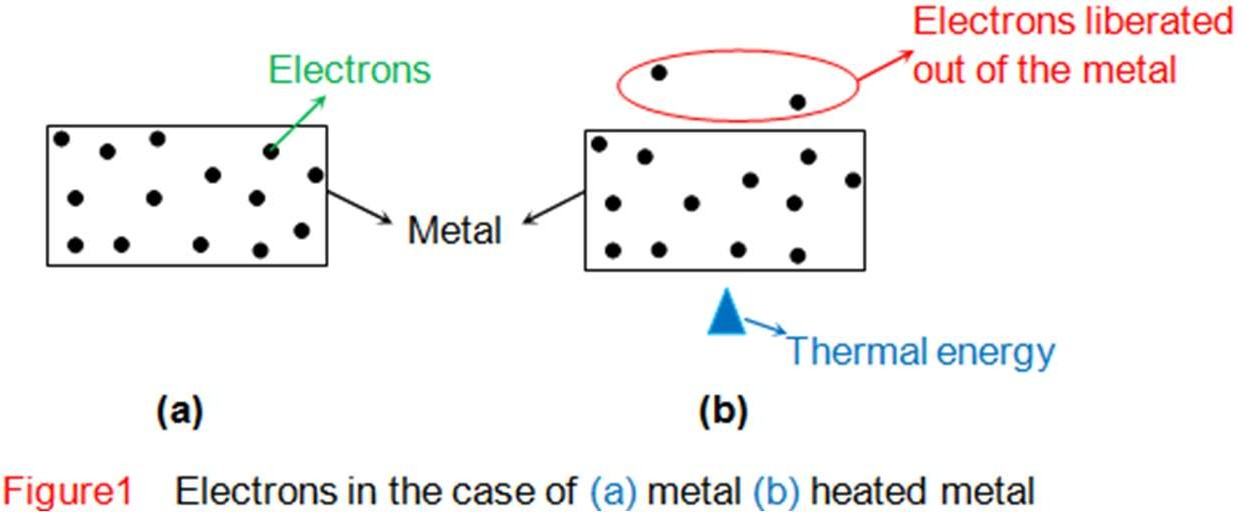 Electrons liberated
out of the metal
Electrons
Metal
Thermal energy
(a)
(b)
Figure1 Electrons in the case of (a) metal (b) heated metal